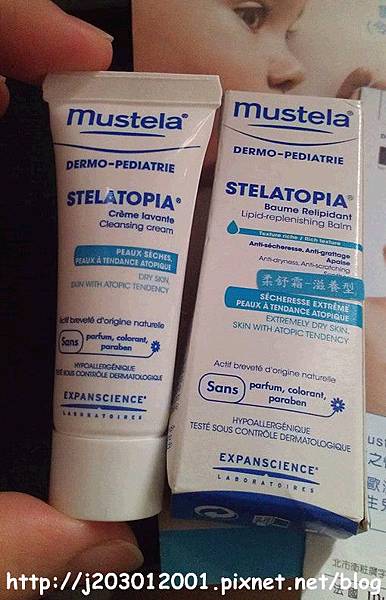 mustela®
DERMO-PEDIATRIE
STELATOPIA®
Crème lavante
Cleansing cream
PEAUX SÈCHES,
PEAUX À TENDANCE ATOPIQUE
DRY SKIN,
SKIN WITH ATOPIC TENDENCY
Actif breveté d'origine naturelle
Sans parfum, colorant,
paraben
HYPOALLERGÉNIQUE
TESTÉ SOUS CONTRÔLE DERMATOLOGIQUE
EXPANSCIENCE
LABORATOIRES
mustela®
DERMO-PEDIATRIE
STELATOPIA®
Baume Relipidant
Lipid-replenishing Balm
Texture riche / Rich texture
Anti-sécheresse, Anti-grattage
Apaise
Anti-dryness, Anti-scratching
柔舒霜-滋養型
SÉCHERESSE EXTRÊME
PEAUX À TENDANCE ATOPIQUE
EXTREMELY DRY SKIN,
SKIN WITH ATOPIC TENDENCY
Actif breveté d'origine naturelle
Sans parfum, colorant,
paraben
HYPOALLERGÉNIQUE
TESTÉ SOUS CONTRÔLE DERMATOLOGIQUE
EXPANSCIENCE
LABORATOIRES
http://j203012001.pixnet.net/blog